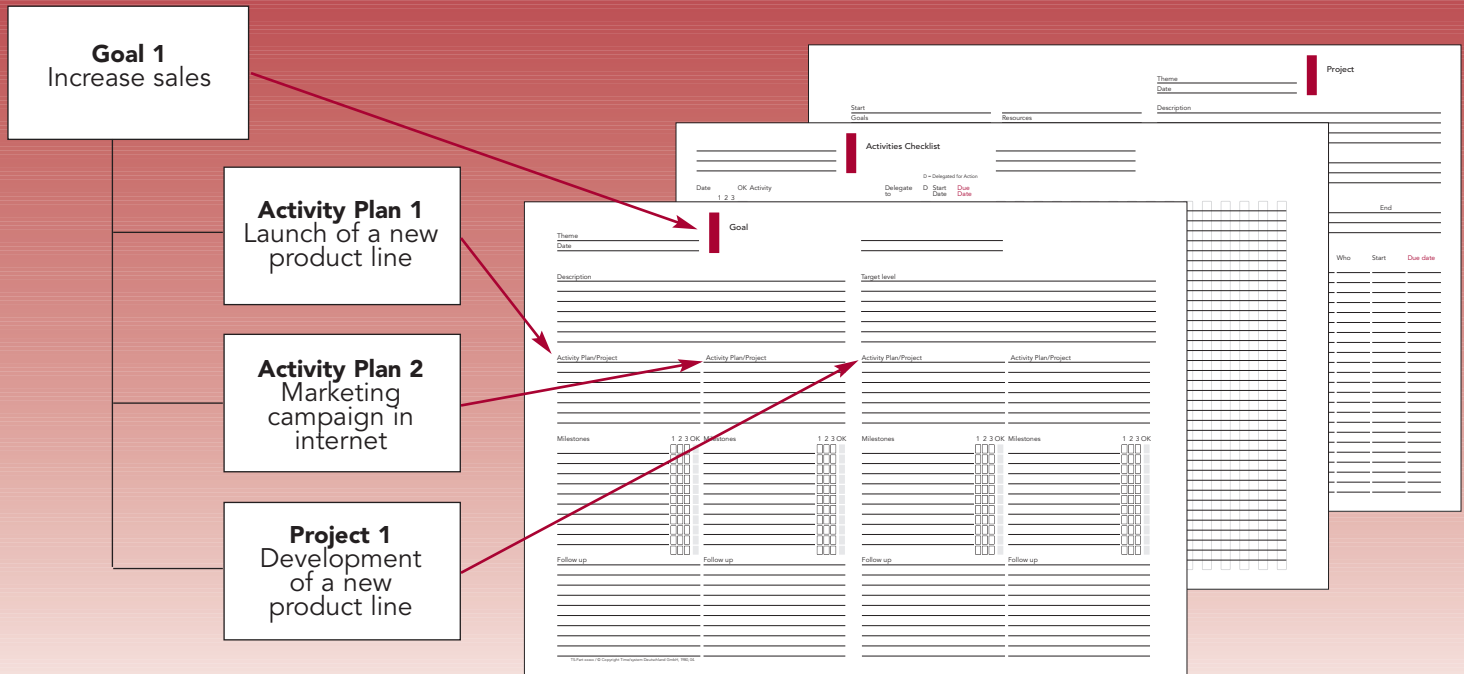 Goal 1
Increase sales
Activity Plan 1
Launch of a new
product line
Activity Plan 2
Marketing
campaign in
internet
Project 1
Development
of a new
product line
Project
Theme
Date
Start
Goals
Resources
Description
End
Who Start Due date
Activities Checklist
D = Delegated for Action
Date OK Activity Delegate to D Start Date Due Date
1 2 3
Goal
Theme
Date
Description Target level
Activity Plan/Project Activity Plan/Project Activity Plan/Project Activity Plan/Project
Milestones 1 2 3 OK Milestones 1 2 3 OK Milestones 1 2 3 OK Milestones 1 2 3 OK
Follow up Follow up Follow up Follow up
© Copyright Timesystem Deutschland GmbH, 1980,